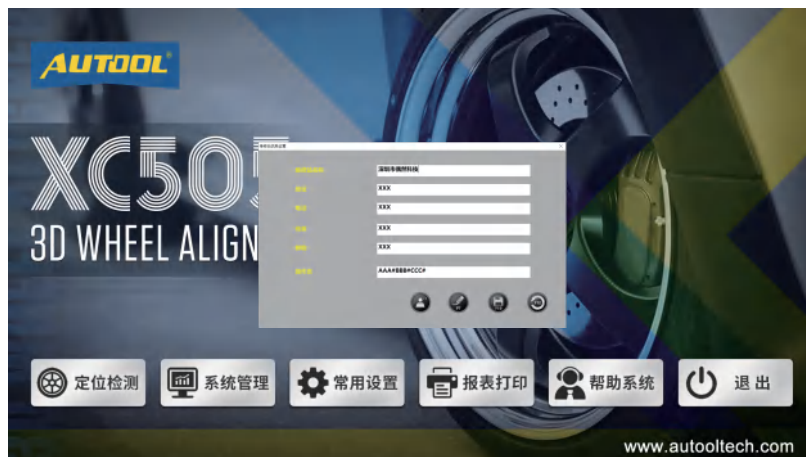 AUTOOL
XC505
3D WHEEL ALIGN
深圳市偶然科技
XXX
XXX
XXX
XXX
AAA#BBB#CCC#
定位检测
系统管理
常用设置
报表打印
帮助系统
退出
www.autooltech.com